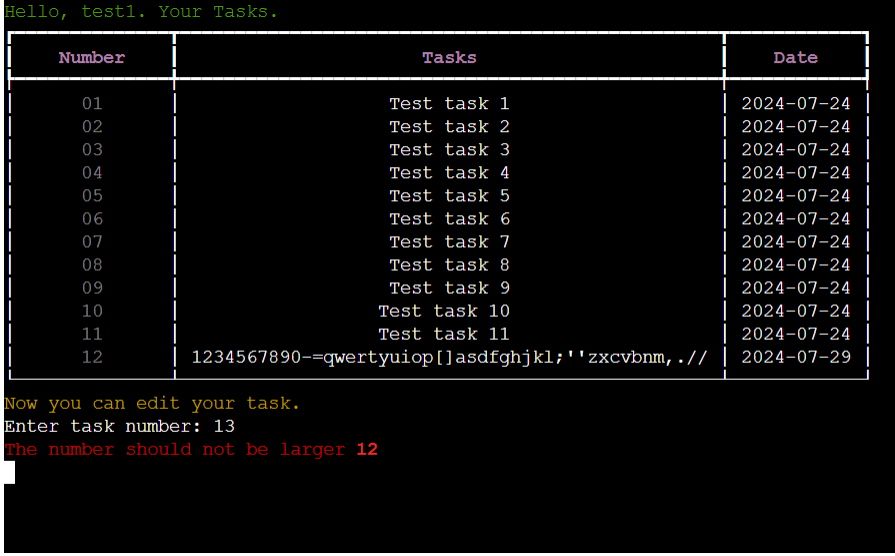 Hello, test1. Your Tasks.
Number Tasks Date
01 Test task 1 2024-07-24
02 Test task 2 2024-07-24
03 Test task 3 2024-07-24
04 Test task 4 2024-07-24
05 Test task 5 2024-07-24
06 Test task 6 2024-07-24
07 Test task 7 2024-07-24
08 Test task 8 2024-07-24
09 Test task 9 2024-07-24
10 Test task 10 2024-07-24
11 Test task 11 2024-07-24
12 1234567890-=qwertyuiop[]asdfghjkl;''zxcvbnm,.// 2024-07-29
Now you can edit your task.
Enter task number: 13
The number should not be larger 12